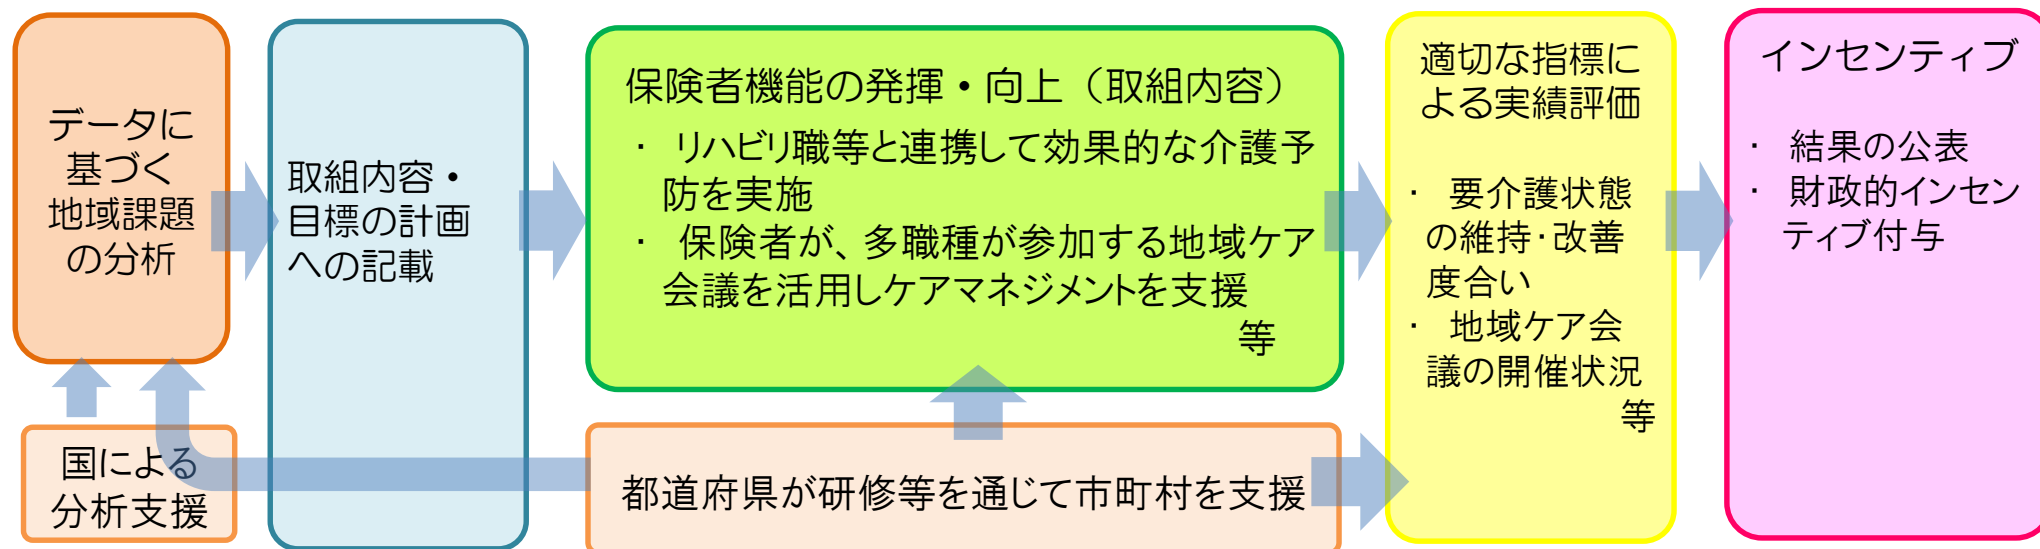 データに
基づく
地域課題
の分析
国による
分析支援
取組内容・
目標の計画
への記載
保険者機能の発揮・向上（取組内容）
・ リハビリ職等と連携して効果的な介護予
防を実施
・ 保険者が、多職種が参加する地域ケア
会議を活用しケアマネジメントを支援
等
都道府県が研修等を通じて市町村を支援
適切な指標に
よる実績評価
・ 要介護状態
の維持・改善
度合い
・ 地域ケア会
議の開催状況
等
インセンティブ
・ 結果の公表
・ 財政的インセン
ティブ付与